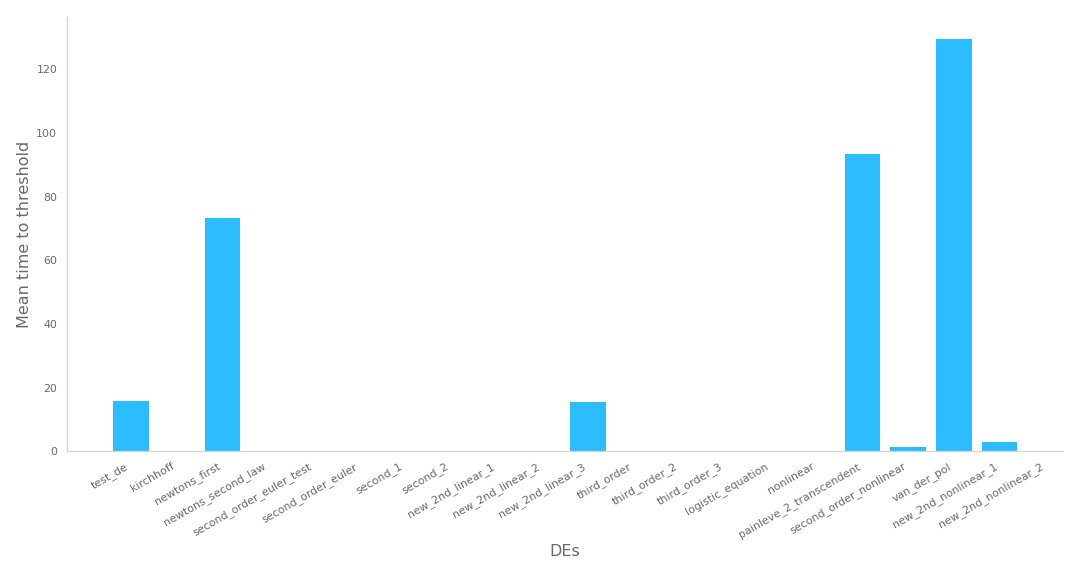 Mean time to threshold
120
100
80
60
40
20
0
test_de
kirchhoff
newtons_first
newtons_second_law
second_order_euler_test
second_order_euler
second_1
second_2
new_2nd_linear_1
new_2nd_linear_2
new_2nd_linear_3
third_order
third_order_2
third_order_3
logistic_equation
nonlinear
painleve_2_transcendent
second_order_nonlinear
van_der_pol
new_2nd_nonlinear_1
new_2nd_nonlinear_2
DEs